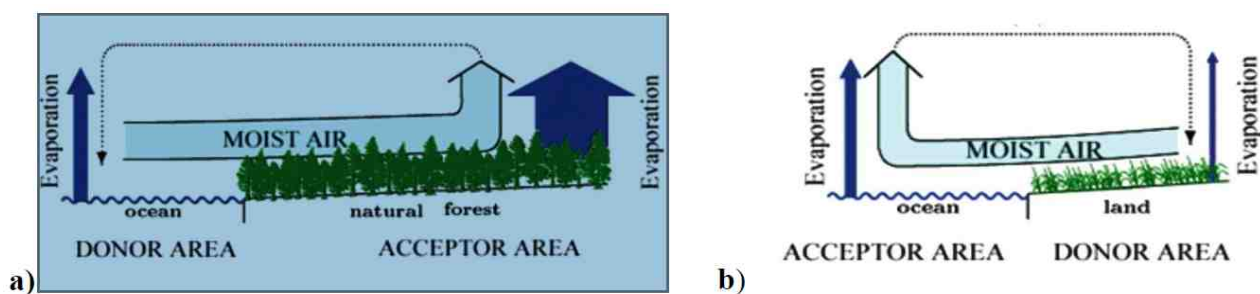 Evaporation
MOIST AIR
Evaporation
ocean
natural forest
DONOR AREA
ACCEPTOR AREA
a)
Evaporation
MOIST AIR
Evaporation
ocean
land
ACCEPTOR AREA
DONOR AREA
b)